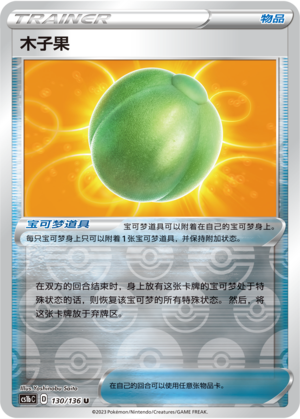 TRAINER
物品
木子果
宝可梦道具
宝可梦道具可以附着在自己的宝可梦身上。
每只宝可梦身上只可以附着1张宝可梦道具,并保持附加状态。
在双方的回合结束时,身上放有这张卡牌的宝可梦处于特
殊状态的话,则恢复该宝可梦的所有特殊状态。然后,将
这张卡牌放于弃牌区。
Illus. Yoshinobu Saito
CS1bC D 130/136 U
在自己的回合可以使用任意张物品卡。
©2023 Pokémon/Nintendo/Creatures/GAME FREAK.